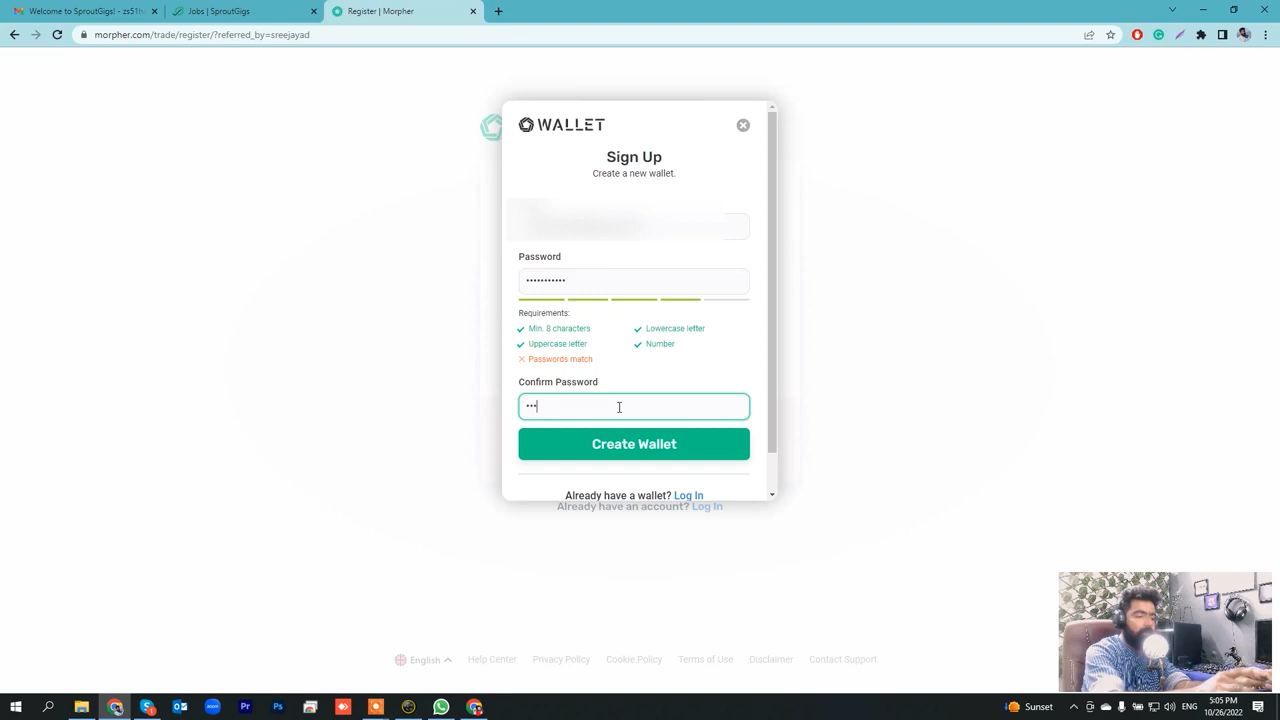 Welcome to SproutGigs! - zs51h
Jobs | SproutGigs
Register | Morpher
morpher.com/trade/register/?referred_by=sreejayad
WALLET
Sign Up
Create a new wallet.
Password
Requirements:
Min. 8 characters
Lowercase letter
Uppercase letter
Number
Passwords match
Confirm Password
Create Wallet
Already have a wallet? Log In
Already have an account? Log In
English
Help Center
Privacy Policy
Cookie Policy
Terms of Use
Disclaimer
Contact Support
zoom
Pr
Ps
Sunset
5:05 PM
10/26/2022